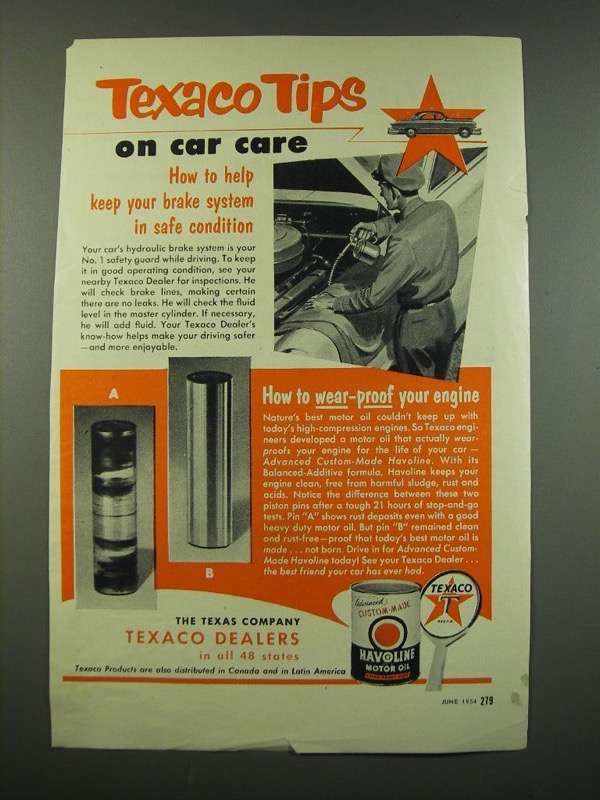 Texaco Tips
on car care
How to help
keep your brake system
in safe condition
Your car's hydraulic brake system is your
No. 1 safety guard while driving. To keep
it in good operating condition, see your
nearby Texaco Dealer for inspections. He
will check brake lines, making certain
there are no leaks. He will check the fluid
level in the master cylinder. If necessary,
he will add fluid. Your Texaco Dealer's
know-how helps make your driving safer
—and more enjoyable.
A
B
How to wear-proof your engine
Nature's best motor oil couldn't keep up with
today's high-compression engines. So Texaco engi-
neers developed a motor oil that actually wear-
proofs your engine for the life of your car —
Advanced Custom-Made Havoline. With its
Balanced-Additive formula, Havoline keeps your
engine clean, free from harmful sludge, rust and
acids. Notice the difference between these two
piston pins after a tough 21 hours of stop-and-go
tests. Pin "A" shows rust deposits even with a good
heavy duty motor oil. But pin "B" remained clean
and rust-free—proof that today's best motor oil is
made . . . not born. Drive in for Advanced Custom-
Made Havoline today! See your Texaco Dealer . . .
the best friend your car has ever had.
THE TEXAS COMPANY
TEXACO DEALERS
in all 48 states
Texaco Products are also distributed in Canada and in Latin America
Advanced
CUSTOM-MADE
HAVOLINE
MOTOR OIL
TEXACO
T
JUNE 1954 279